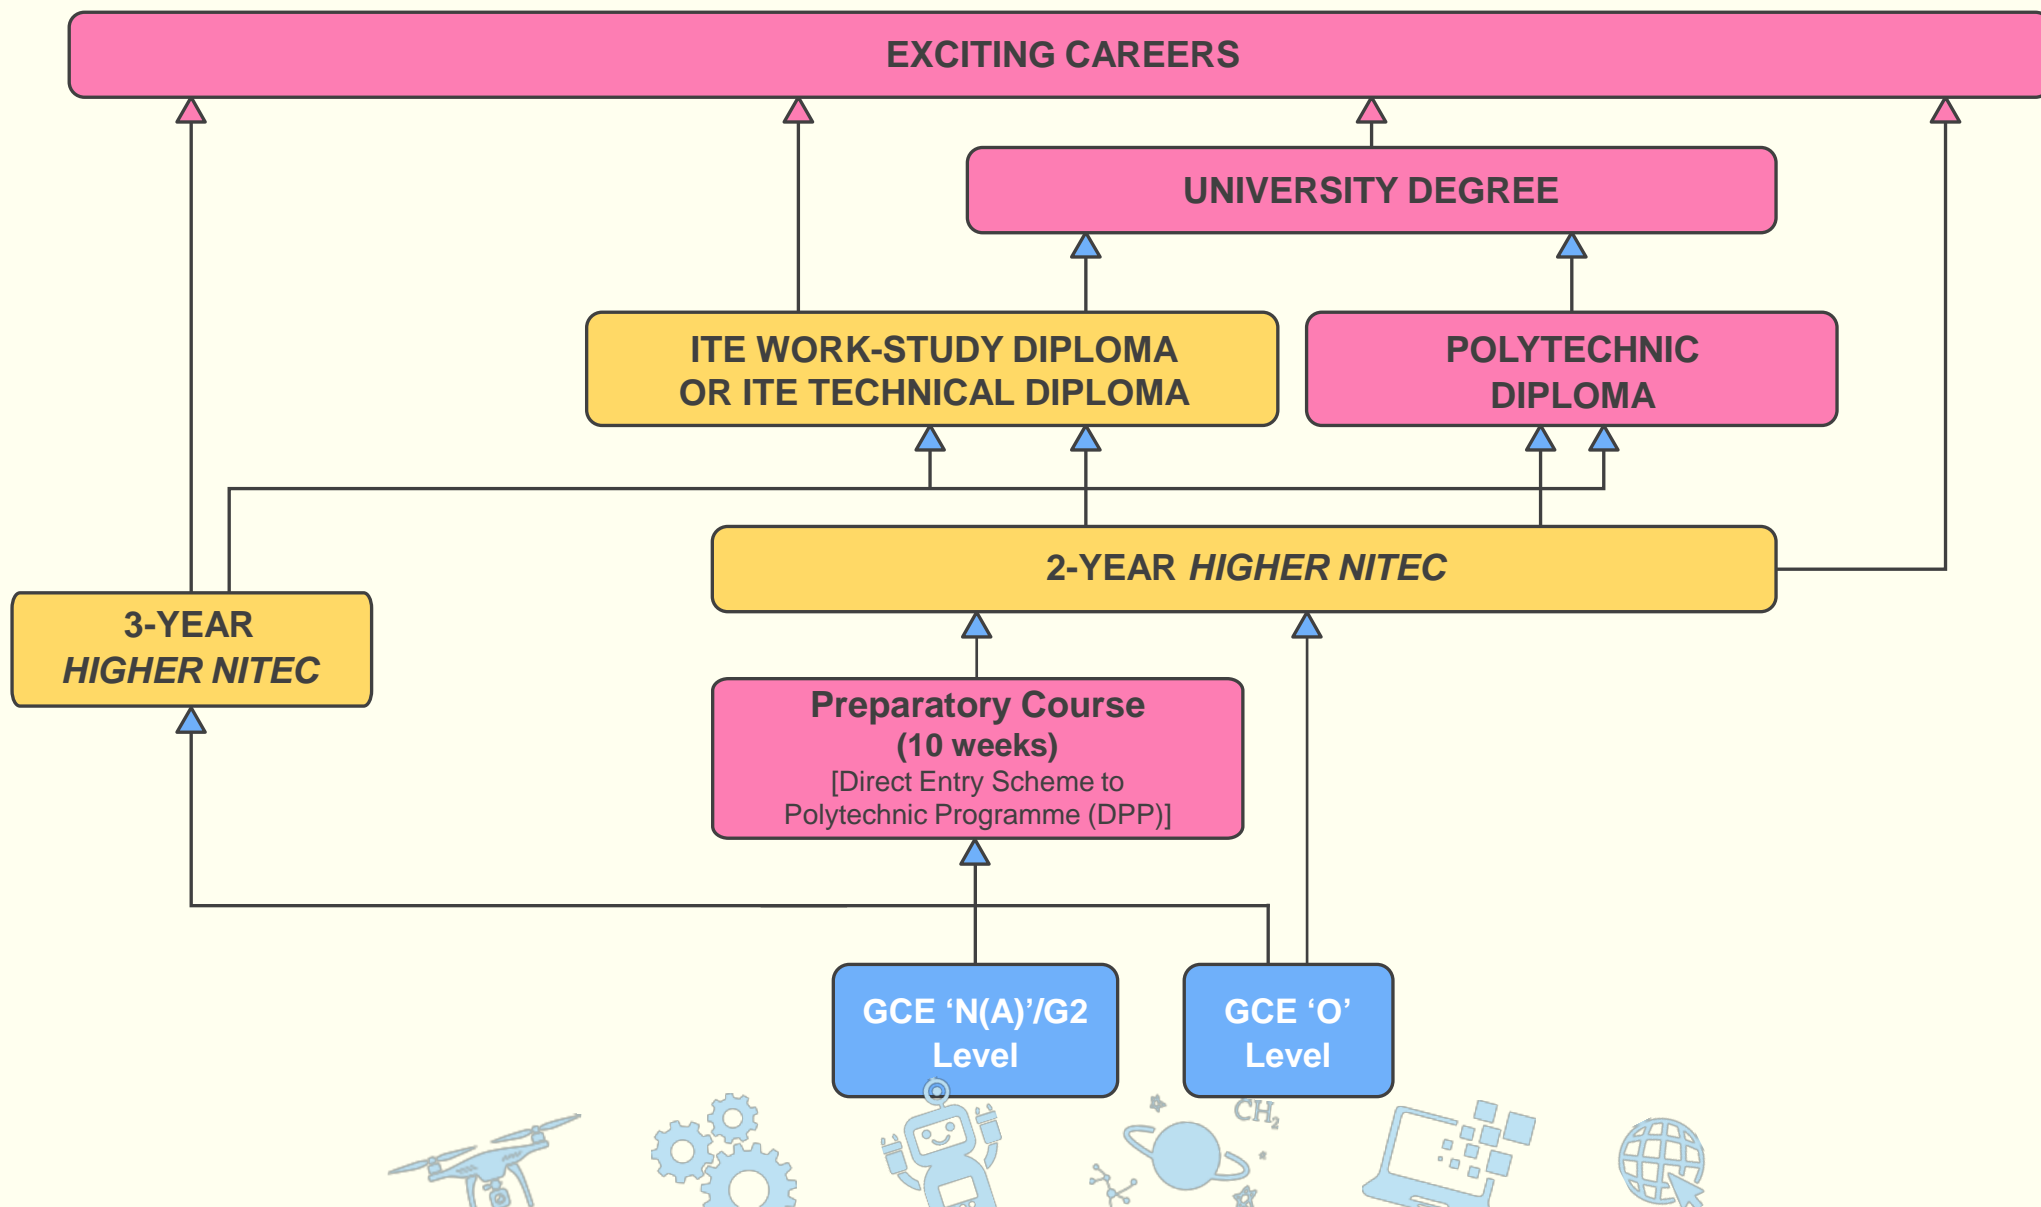 EXCITING CAREERS
UNIVERSITY DEGREE
ITE WORK-STUDY DIPLOMA
OR ITE TECHNICAL DIPLOMA
POLYTECHNIC
DIPLOMA
2-YEAR HIGHER NITEC
3-YEAR
HIGHER NITEC
Preparatory Course
(10 weeks)
[Direct Entry Scheme to
Polytechnic Programme (DPP)]
GCE ‘N(A)’/G2
Level
GCE ‘O’
Level
CH₂